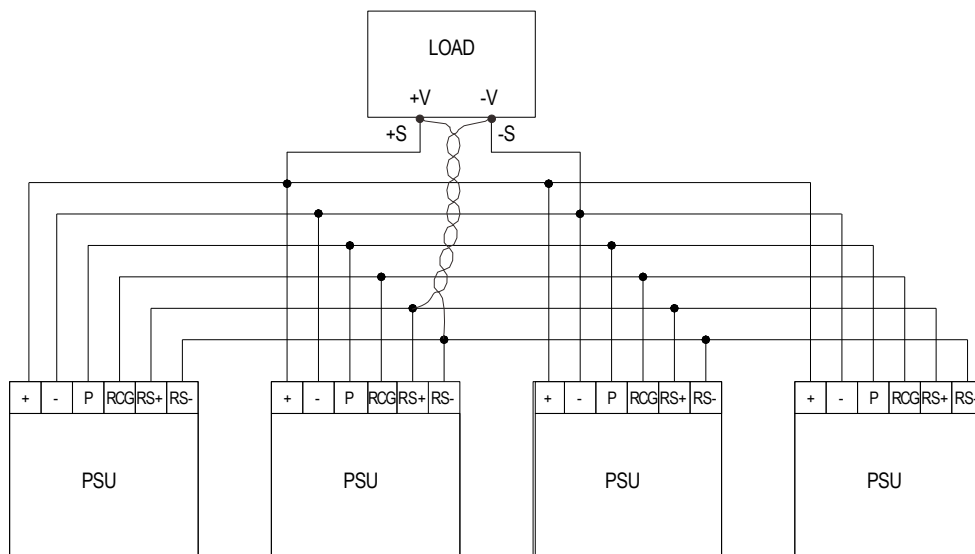 LOAD
+V -V
+S -S
+ - P RCG RS+ RS- + - P RCG RS+ RS- + - P RCG RS+ RS- + - P RCG RS+ RS-
PSU PSU PSU PSU